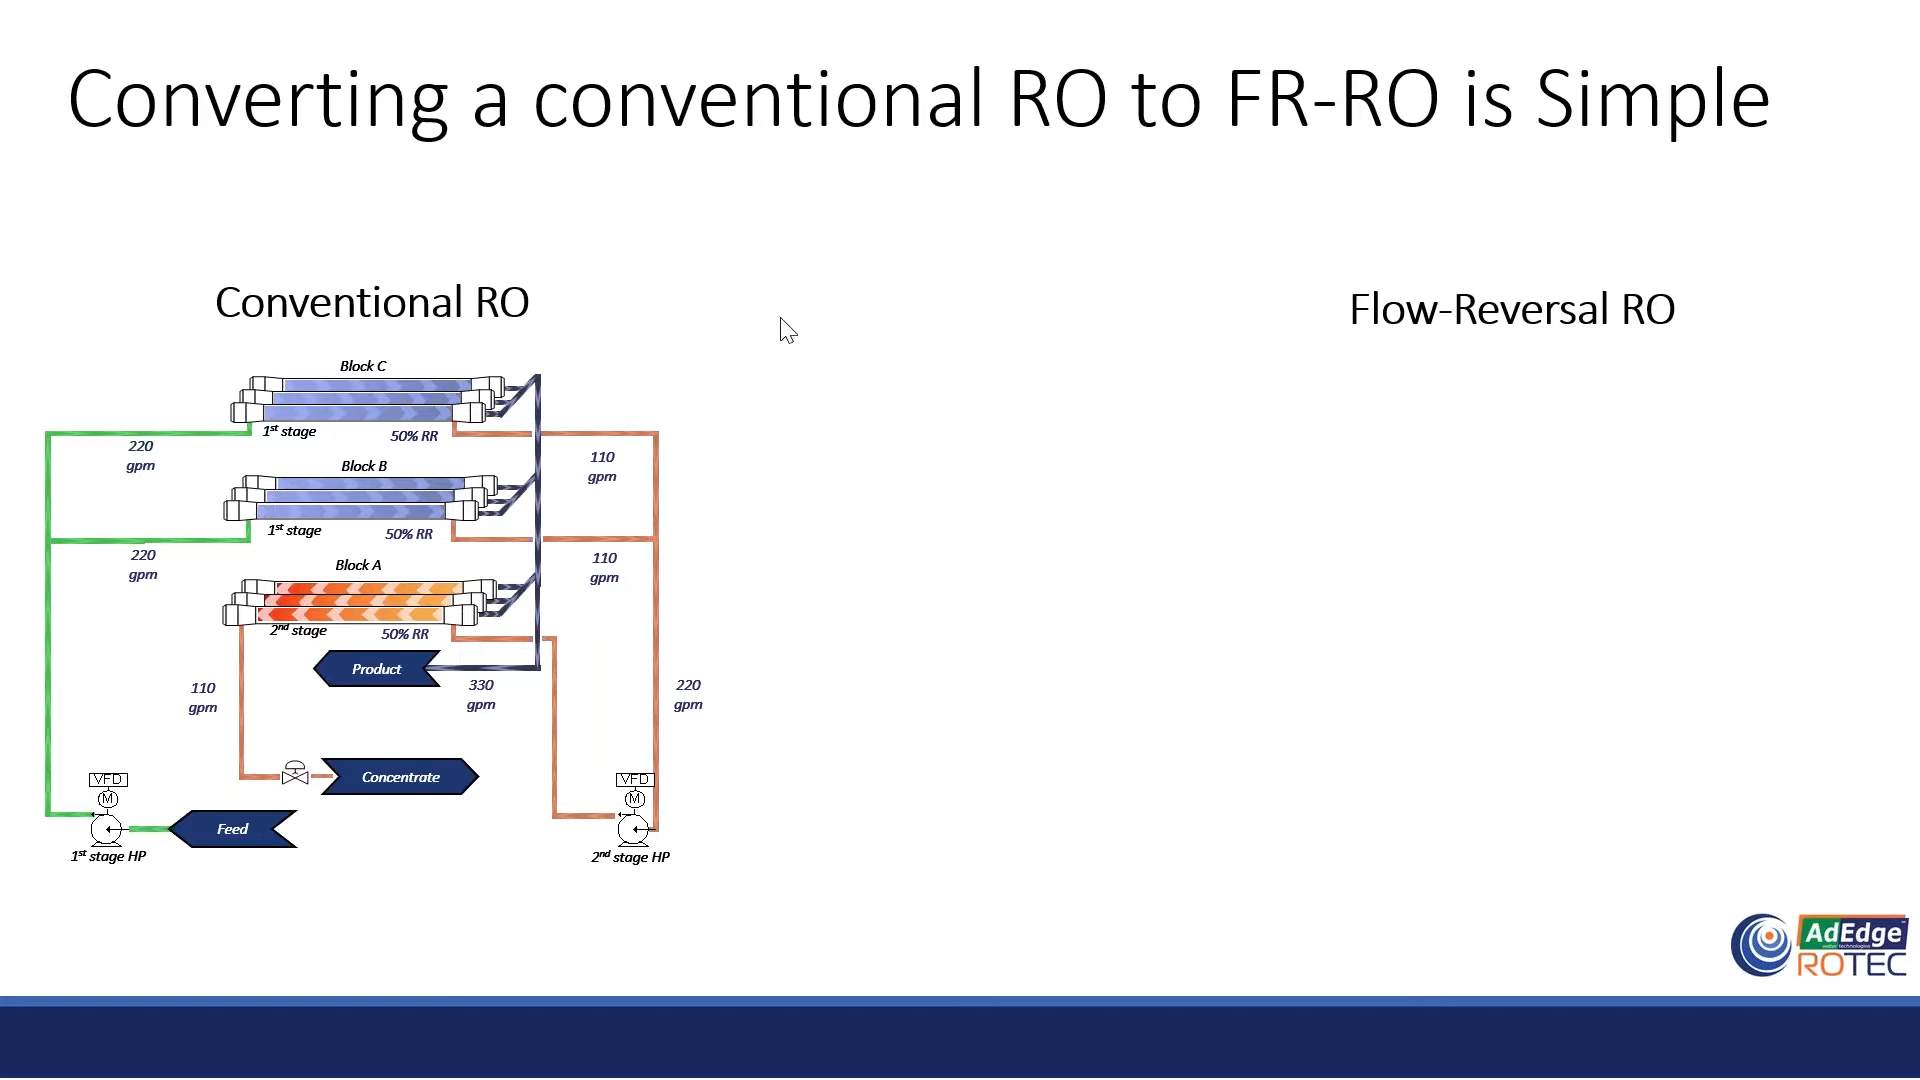 Converting a conventional RO to FR-RO is Simple
Conventional RO
Flow-Reversal RO
Block C
1st stage
50% RR
220
gpm
110
gpm
Block B
1st stage
50% RR
220
gpm
110
gpm
Block A
2nd stage
50% RR
Product
330
gpm
110
gpm
220
gpm
Concentrate
VFD
M
Feed
1st stage HP
VFD
M
2nd stage HP
AdEdge
water technologies
ROTEC